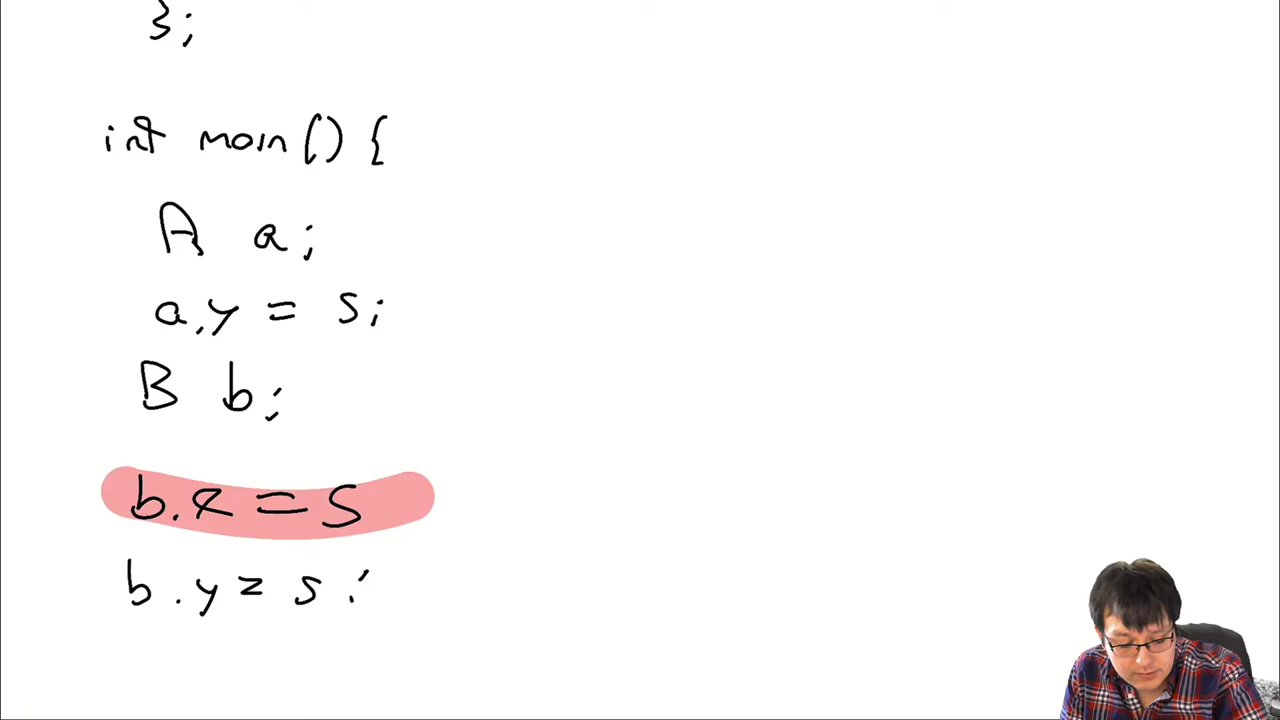 };
int main() {
A a;
a.y = 5;
B b;
b.x = 5
b.y = 5;